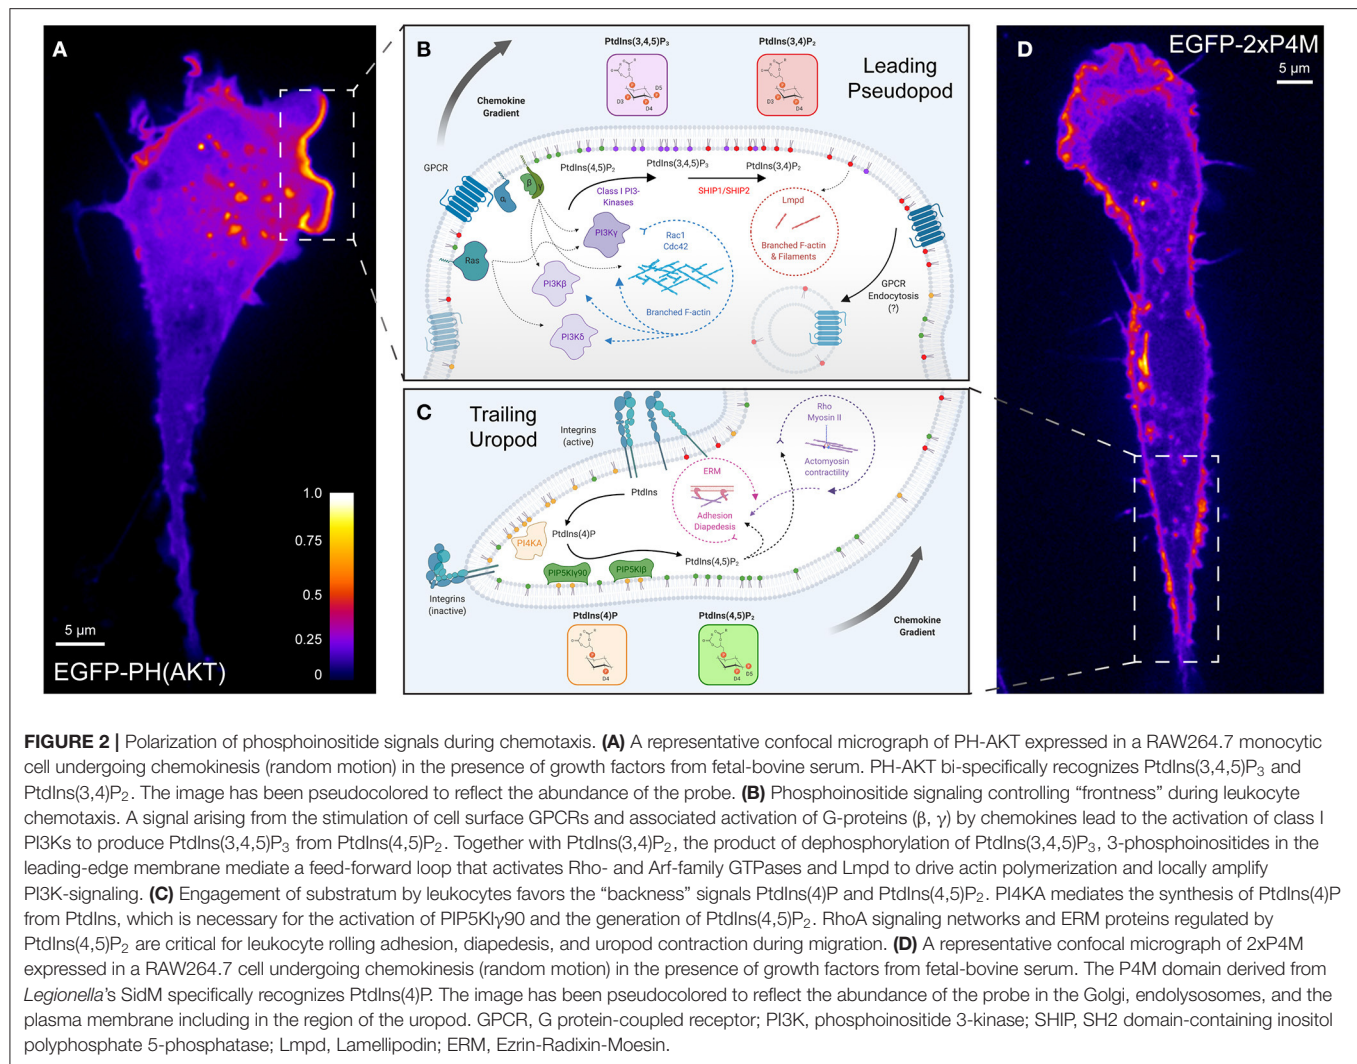 A
1.0
0.75
0.5
0.25
0
5 µm
EGFP-PH(AKT)
B
PtdIns(3,4,5)P₃
PtdIns(3,4)P₂
D3
D4
D5
D3
D4
Leading
Pseudopod
Chemokine
Gradient
GPCR
αᵢ
β
γ
PtdIns(4,5)P₂
PtdIns(3,4,5)P₃
PtdIns(3,4)P₂
Class I PI3-
Kinases
SHIP1/SHIP2
Ras
PI3Kγ
PI3Kβ
PI3Kδ
Rac1
Cdc42
Branched F-actin
Lmpd
Branched F-actin
& Filaments
GPCR
Endocytosis
(?)
C
Trailing
Uropod
Integrins
(active)
Rho
Myosin II
Actomyosin
contractility
ERM
Adhesion
Diapedesis
PtdIns
PtdIns(4)P
PI4KA
PtdIns(4,5)P₂
PIP5KIγ90
PIP5KIβ
Integrins
(inactive)
PtdIns(4)P
D4
PtdIns(4,5)P₂
D4
D5
Chemokine
Gradient
D
EGFP-2xP4M
5 µm
FIGURE 2 | Polarization of phosphoinositide signals during chemotaxis. (A) A representative confocal micrograph of PH-AKT expressed in a RAW264.7 monocytic
cell undergoing chemokinesis (random motion) in the presence of growth factors from fetal-bovine serum. PH-AKT bi-specifically recognizes PtdIns(3,4,5)P₃ and
PtdIns(3,4)P₂. The image has been pseudocolored to reflect the abundance of the probe. (B) Phosphoinositide signaling controlling “frontness” during leukocyte
chemotaxis. A signal arising from the stimulation of cell surface GPCRs and associated activation of G-proteins (β, γ) by chemokines lead to the activation of class I
PI3Ks to produce PtdIns(3,4,5)P₃ from PtdIns(4,5)P₂. Together with PtdIns(3,4)P₂, the product of dephosphorylation of PtdIns(3,4,5)P₃, 3-phosphoinositides in the
leading-edge membrane mediate a feed-forward loop that activates Rho- and Arf-family GTPases and Lmpd to drive actin polymerization and locally amplify
PI3K-signaling. (C) Engagement of substratum by leukocytes favors the “backness” signals PtdIns(4)P and PtdIns(4,5)P₂. PI4KA mediates the synthesis of PtdIns(4)P
from PtdIns, which is necessary for the activation of PIP5KIγ90 and the generation of PtdIns(4,5)P₂. RhoA signaling networks and ERM proteins regulated by
PtdIns(4,5)P₂ are critical for leukocyte rolling adhesion, diapedesis, and uropod contraction during migration. (D) A representative confocal micrograph of 2xP4M
expressed in a RAW264.7 cell undergoing chemokinesis (random motion) in the presence of growth factors from fetal-bovine serum. The P4M domain derived from
Legionella’s SidM specifically recognizes PtdIns(4)P. The image has been pseudocolored to reflect the abundance of the probe in the Golgi, endolysosomes, and the
plasma membrane including in the region of the uropod. GPCR, G protein-coupled receptor; PI3K, phosphoinositide 3-kinase; SHIP, SH2 domain-containing inositol
polyphosphate 5-phosphatase; Lmpd, Lamellipodin; ERM, Ezrin-Radixin-Moesin.